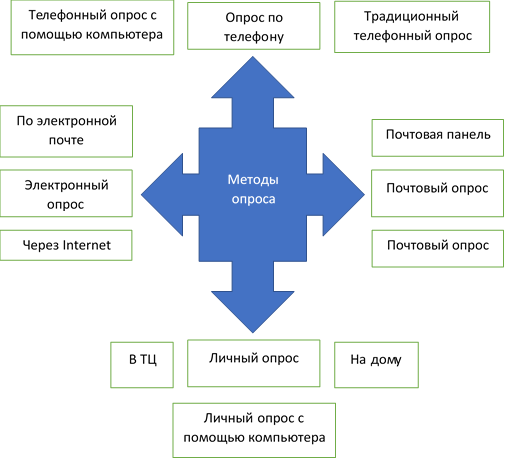 Телефонный опрос с
помощью компьютера
Опрос по
телефону
Традиционный
телефонный опрос
По электронной
почте
Почтовая панель
Электронный
опрос
Методы
опроса
Почтовый опрос
Через Internet
Почтовый опрос
В ТЦ
Личный опрос
На дому
Личный опрос с
помощью компьютера